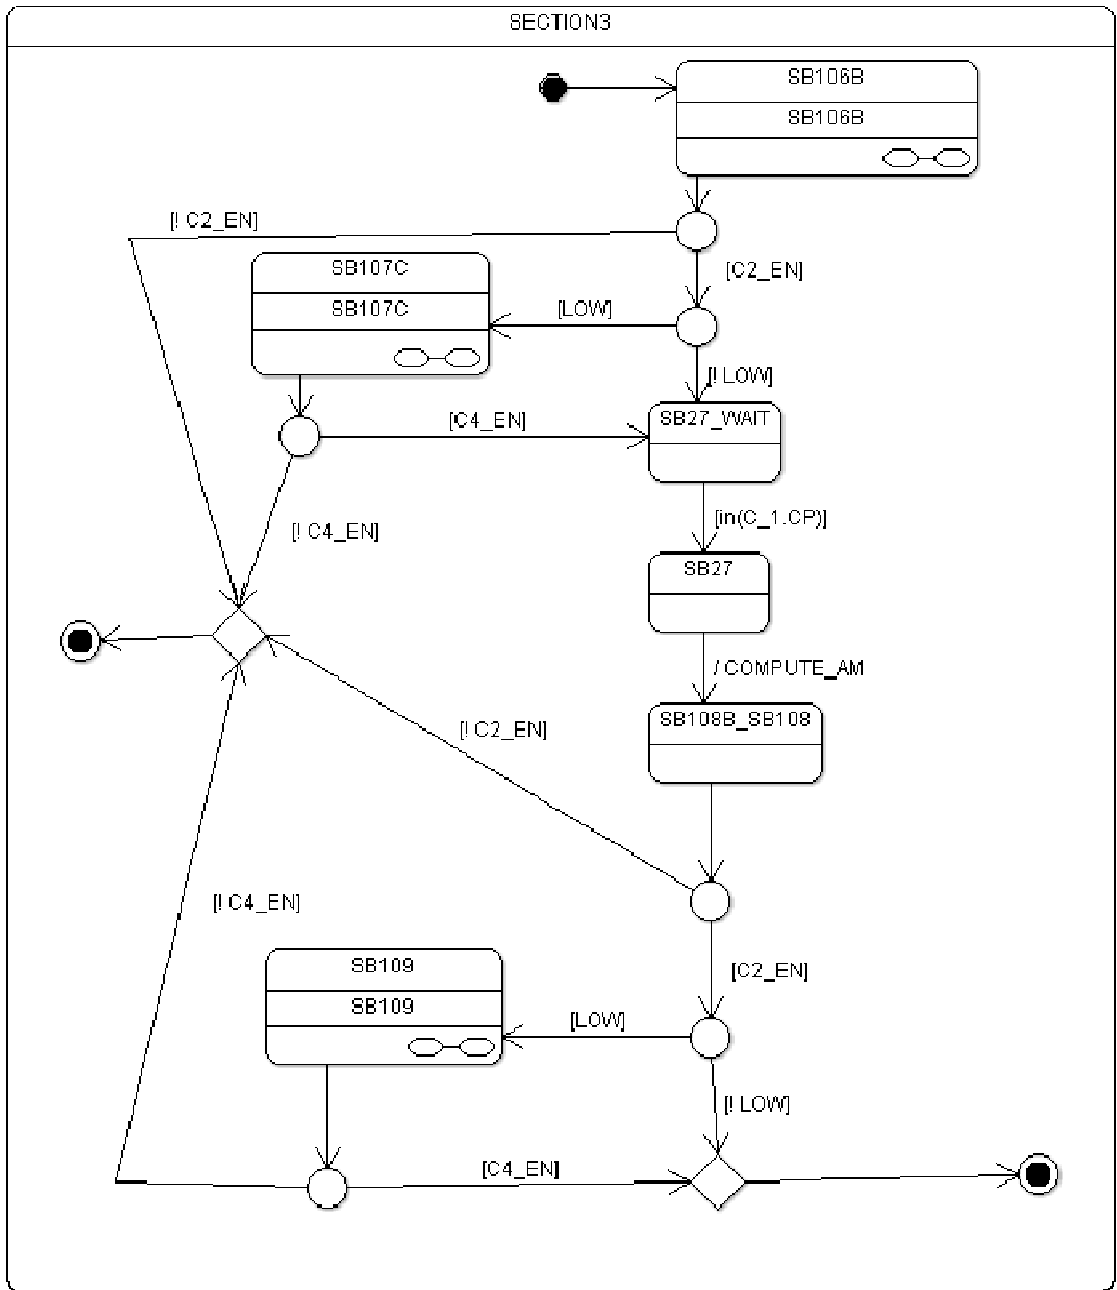 SECTION3
SB106B
SB106B
[! C2_EN]
SB107C
[C2_EN]
SB107C
[LOW]
[! LOW]
[C4_EN]
SB27_WAIT
[! C4_EN]
[in(C_1.CP)]
SB27
/ COMPUTE_AM
SB108B_SB108
[! C2_EN]
[! C4_EN]
SB109
[C2_EN]
SB109
[LOW]
[! LOW]
[C4_EN]